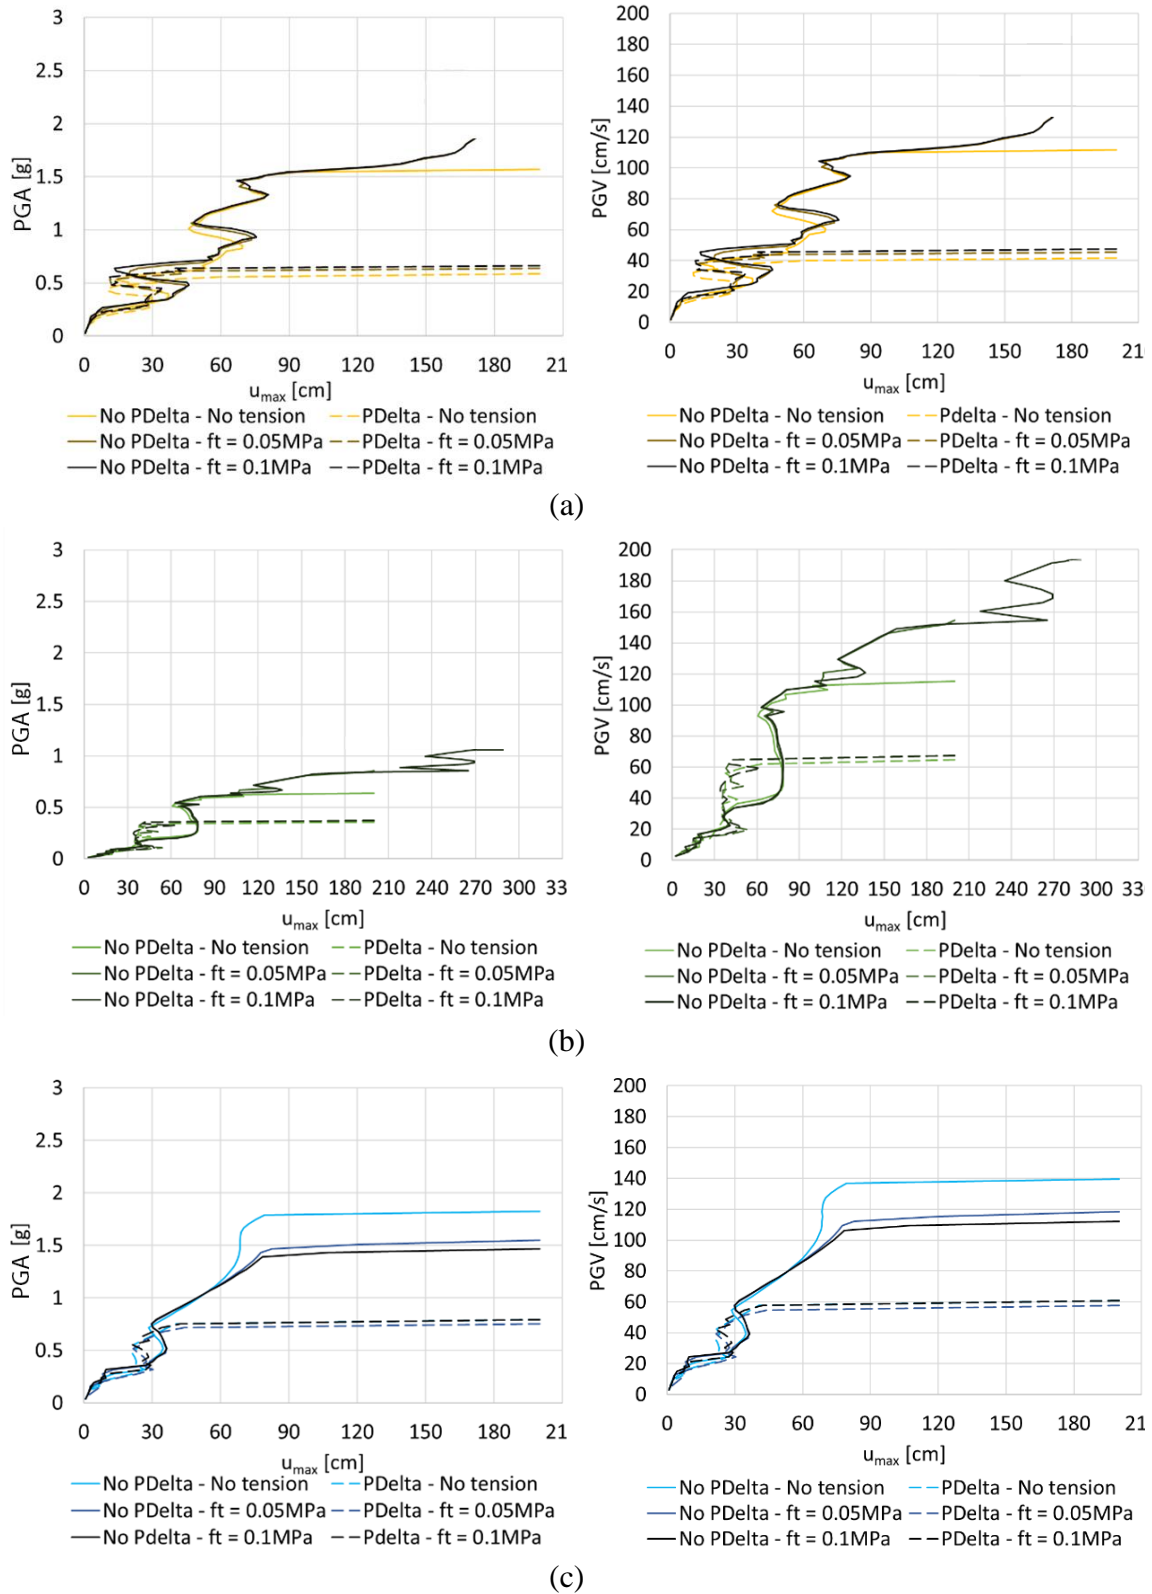 3
2.5
2
1.5
1
0.5
0
PGA [g]
0 30 60 90 120 150 180 21
umax [cm]
No PDelta - No tension PDelta - No tension
No PDelta - ft = 0.05MPa PDelta - ft = 0.05MPa
No PDelta - ft = 0.1MPa PDelta - ft = 0.1MPa
200
180
160
140
120
100
80
60
40
20
0
PGV [cm/s]
0 30 60 90 120 150 180 21
umax [cm]
No PDelta - No tension Pdelta - No tension
No PDelta - ft = 0.05MPa PDelta - ft = 0.05MPa
No PDelta - ft = 0.1MPa PDelta - ft = 0.1MPa
(a)
3
2.5
2
1.5
1
0.5
0
PGA [g]
0 30 60 90 120 150 180 210 240 270 300 33
umax [cm]
No PDelta - No tension PDelta - No tension
No PDelta - ft = 0.05MPa PDelta - ft = 0.05MPa
No PDelta - ft = 0.1MPa PDelta - ft = 0.1MPa
200
180
160
140
120
100
80
60
40
20
0
PGV [cm/s]
0 30 60 90 120 150 180 210 240 270 300 33
umax [cm]
No PDelta - No tension PDelta - No tension
No PDelta - ft = 0.05MPa PDelta - ft = 0.05MPa
No PDelta - ft = 0.1MPa PDelta - ft = 0.1MPa
(b)
3
2.5
2
1.5
1
0.5
0
PGA [g]
0 30 60 90 120 150 180 21
umax [cm]
No PDelta - No tension PDelta - No tension
No PDelta - ft = 0.05MPa PDelta - ft = 0.05MPa
No Pdelta - ft = 0.1MPa Pdelta - ft = 0.1MPa
200
180
160
140
120
100
80
60
40
20
0
PGV [cm/s]
0 30 60 90 120 150 180 21
umax [cm]
No PDelta - No tension PDelta - No tension
No PDelta - ft = 0.05MPa PDelta - ft = 0.05MPa
No PDelta - ft = 0.1MPa PDelta - ft = 0.1MPa
(c)